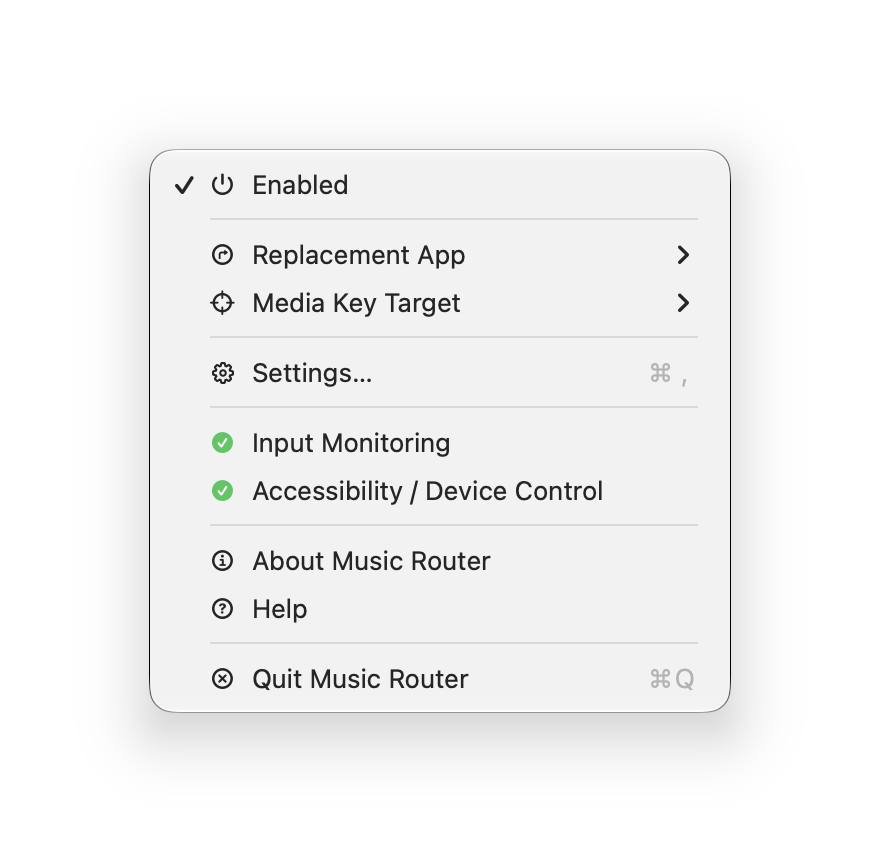 Enabled
Replacement App
Media Key Target
Settings...
⌘ ,
Input Monitoring
Accessibility / Device Control
About Music Router
Help
Quit Music Router
⌘Q